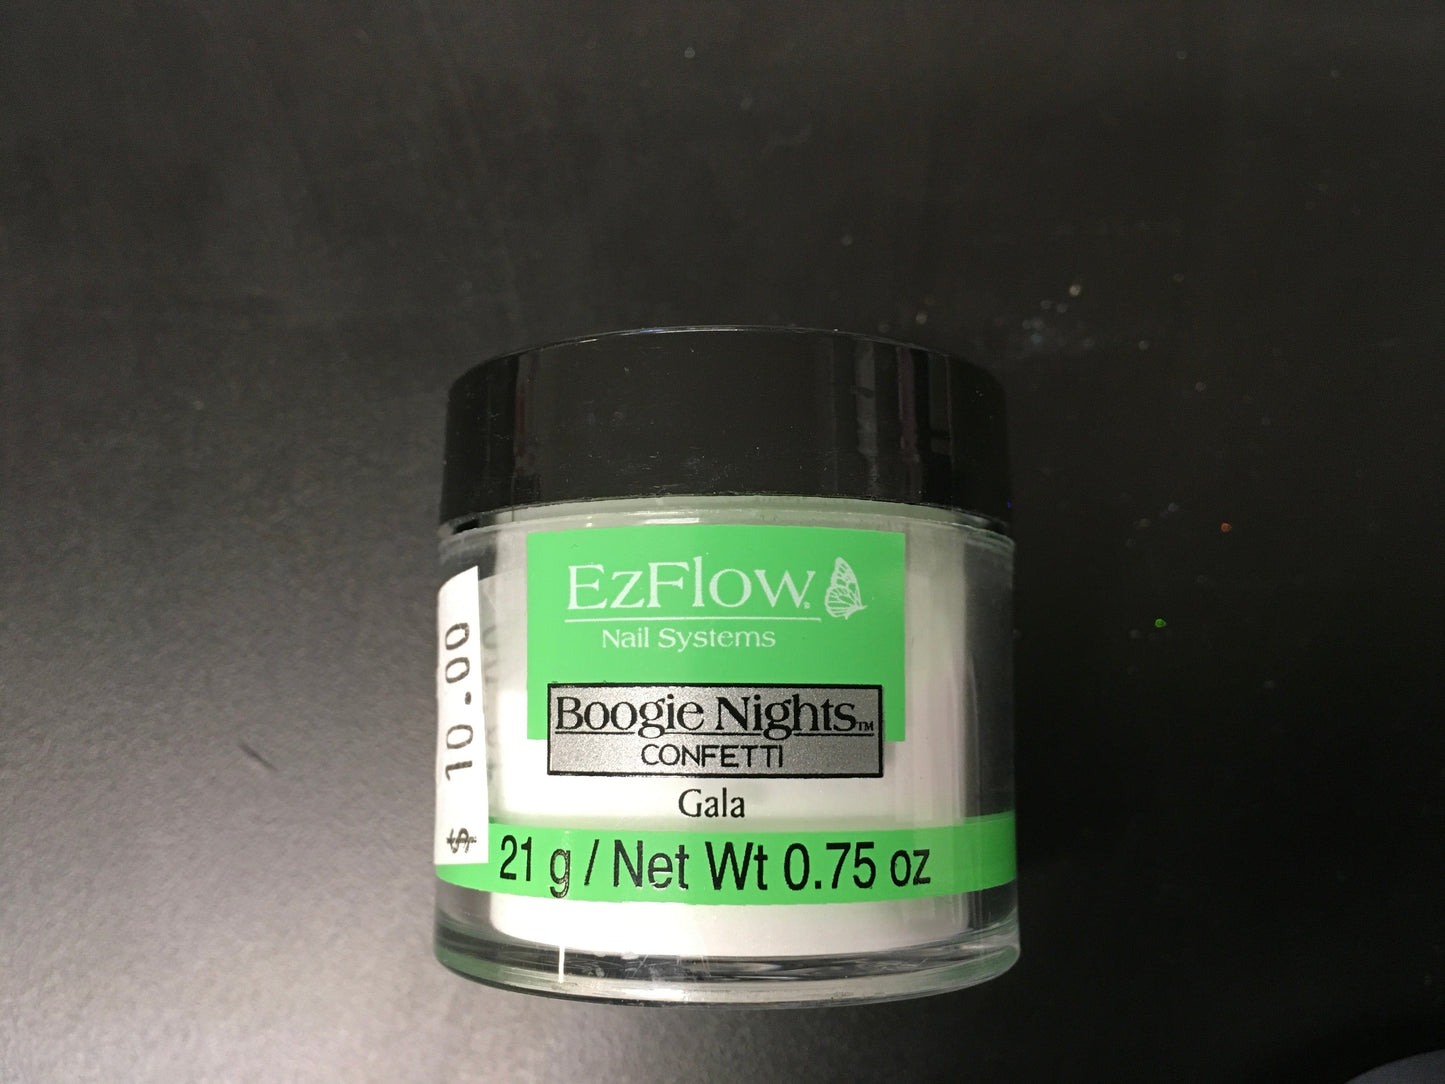 EzFlow®
Nail Systems
Boogie Nights™
CONFETTI
Gala
21 g / Net Wt 0.75 oz
$ 10.00